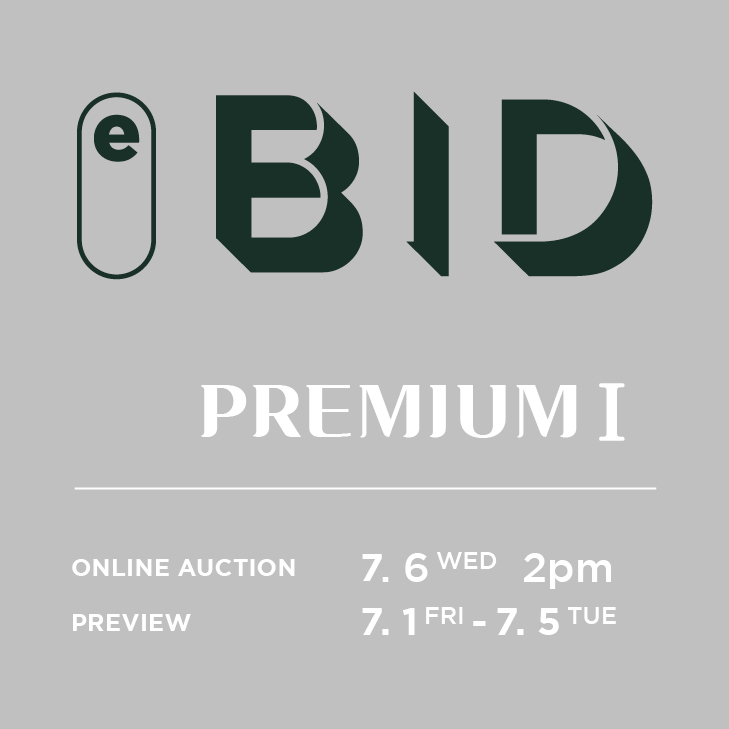 e BID
PREMIUM I
ONLINE AUCTION 7. 6 WED 2pm
PREVIEW 7. 1 FRI - 7. 5 TUE